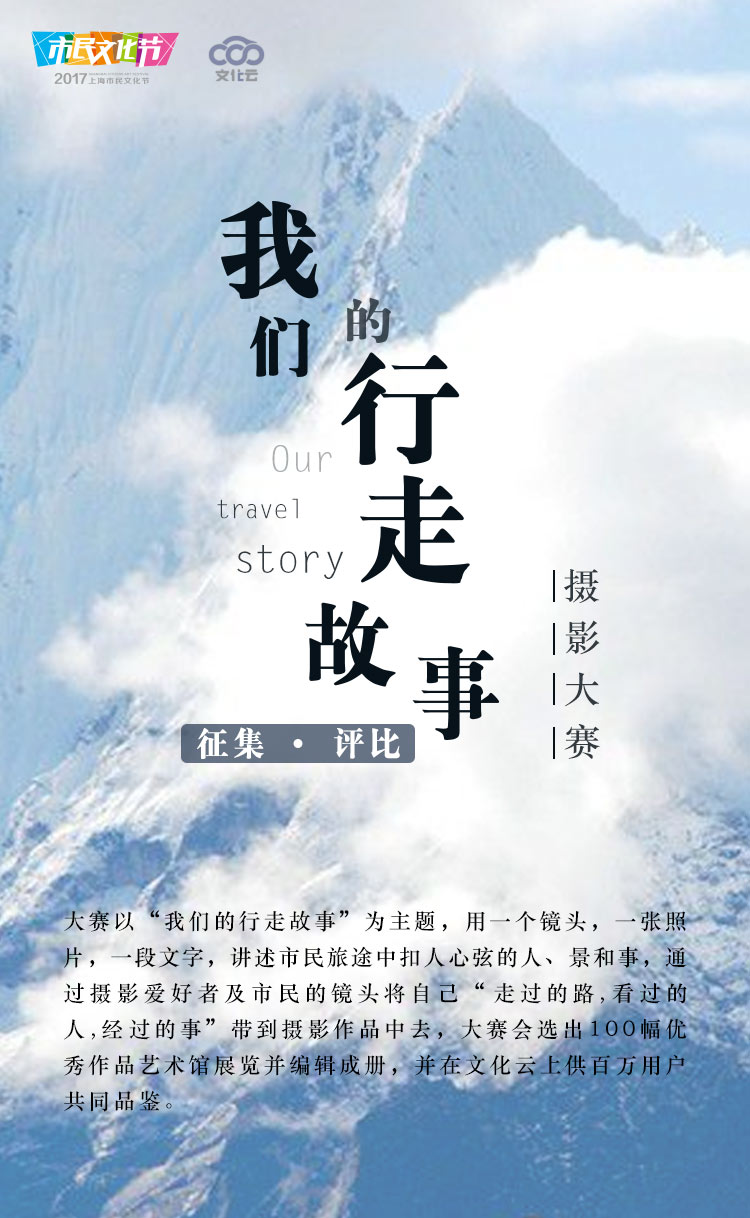 市民文化节
2017上海市民文化节
文化云
我们
的行走
故事
Our
travel
story
摄影大赛
征集 · 评比
大赛以“我们的行走故事”为主题，用一个镜头，一张照
片，一段文字，讲述市民旅途中扣人心弦的人、景和事，通
过摄影爱好者及市民的镜头将自己“走过的路,看过的
人,经过的事”带到摄影作品中去，大赛会选出100幅优
秀作品艺术馆展览并编辑成册，并在文化云上供百万用户
共同品鉴。